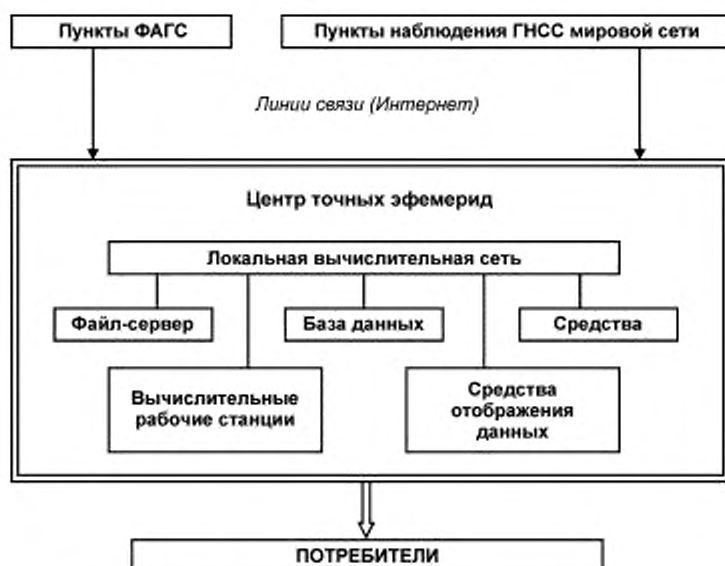 Пункты ФАГС
Пункты наблюдения ГНСС мировой сети
Линии связи (Интернет)
Центр точных эфемерид
Локальная вычислительная сеть
Файл-сервер
База данных
Средства
Вычислительные
рабочие станции
Средства
отображения
данных
ПОТРЕБИТЕЛИ